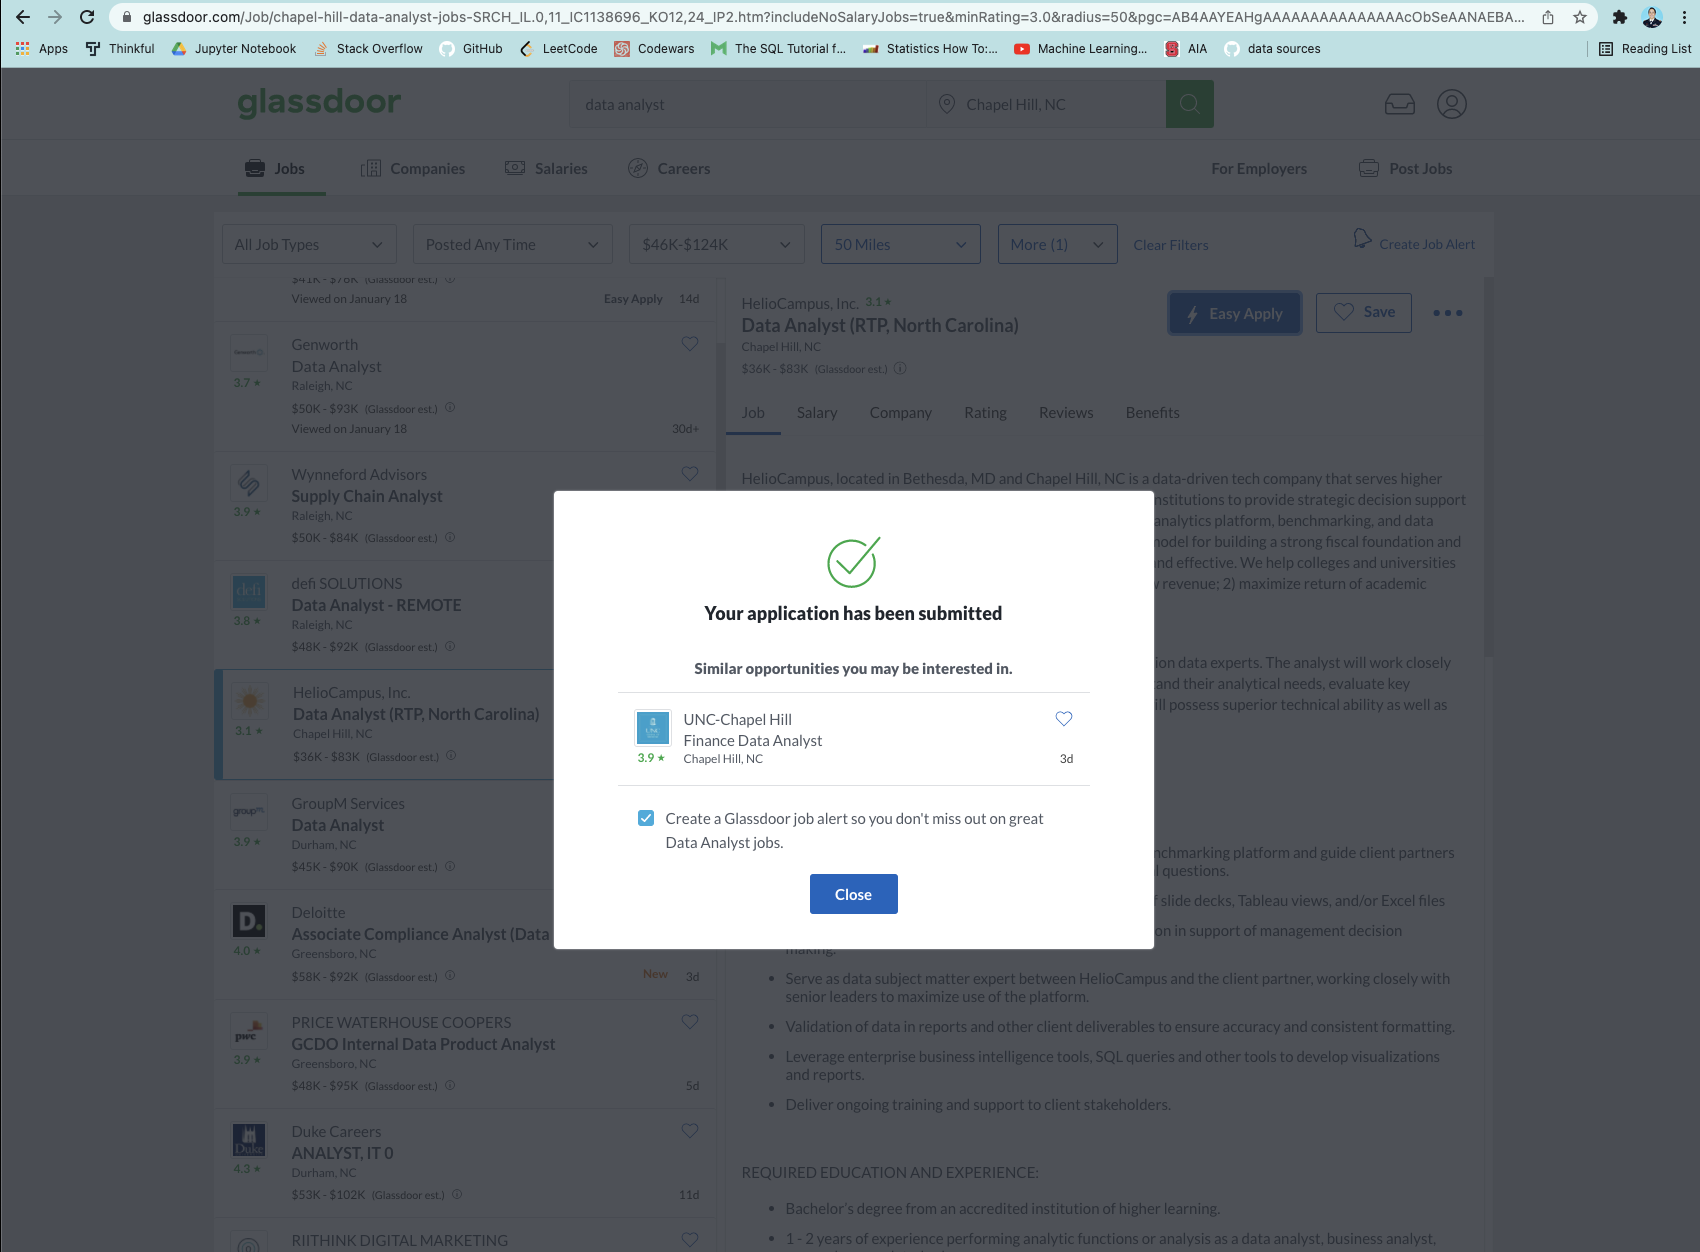 glassdoor.com/Job/chapel-hill-data-analyst-jobs-SRCH_IL.0,11_IC1138696_KO12,24_IP2.htm?includeNoSalaryJobs=true&minRating=3.0&radius=50&pgc=AB4AAYEAHgAAAAAAAAAAAAAAAcObSeAANAEBA...
Apps Thinkful Jupyter Notebook Stack Overflow GitHub LeetCode Codewars The SQL Tutorial f... Statistics How To:... Machine Learning... AIA data sources Reading List
glassdoor data analyst Chapel Hill, NC
Jobs Companies Salaries Careers For Employers Post Jobs
All Job Types Posted Any Time $46K-$124K 50 Miles More (1) Clear Filters Create Job Alert
$41K - $76K (Glassdoor est.)
Viewed on January 18 Easy Apply 14d
Genworth
Data Analyst
Raleigh, NC
3.7 ★
$50K - $93K (Glassdoor est.)
Viewed on January 18 30d+
Wynneford Advisors
Supply Chain Analyst
Raleigh, NC
3.9 ★
$50K - $84K (Glassdoor est.)
defi
defi SOLUTIONS
Data Analyst - REMOTE
Raleigh, NC
3.8 ★
$48K - $92K (Glassdoor est.)
HelioCampus, Inc.
Data Analyst (RTP, North Carolina)
Chapel Hill, NC
3.1 ★
$36K - $83K (Glassdoor est.)
groupm
GroupM Services
Data Analyst
Durham, NC
3.9 ★
$45K - $90K (Glassdoor est.)
D.
Deloitte
Associate Compliance Analyst (Data
Greensboro, NC
4.0 ★
$58K - $92K (Glassdoor est.) New 3d
pwc
PRICE WATERHOUSE COOPERS
GCDO Internal Data Product Analyst
Greensboro, NC
3.9 ★
$48K - $95K (Glassdoor est.) 5d
Duke
Duke Careers
ANALYST, IT 0
Durham, NC
4.3 ★
$53K - $102K (Glassdoor est.) 11d
RIITHINK DIGITAL MARKETING
HelioCampus, Inc. 3.1 ★
Data Analyst (RTP, North Carolina)
Chapel Hill, NC
$36K - $83K (Glassdoor est.)
Easy Apply Save
Job Salary Company Rating Reviews Benefits
HelioCampus, located in Bethesda, MD and Chapel Hill, NC is a data-driven tech company that serves higher
nstitutions to provide strategic decision support
analytics platform, benchmarking, and data
model for building a strong fiscal foundation and
nd effective. We help colleges and universities
revenue; 2) maximize return of academic
ion data experts. The analyst will work closely
and their analytical needs, evaluate key
ill possess superior technical ability as well as
nchmarking platform and guide client partners
l questions.
f slide decks, Tableau views, and/or Excel files
on in support of management decision
making.
• Serve as data subject matter expert between HelioCampus and the client partner, working closely with
senior leaders to maximize use of the platform.
• Validation of data in reports and other client deliverables to ensure accuracy and consistent formatting.
• Leverage enterprise business intelligence tools, SQL queries and other tools to develop visualizations
and reports.
• Deliver ongoing training and support to client stakeholders.
REQUIRED EDUCATION AND EXPERIENCE:
• Bachelor's degree from an accredited institution of higher learning.
• 1 - 2 years of experience performing analytic functions or analysis as a data analyst, business analyst,
Your application has been submitted
Similar opportunities you may be interested in.
UNC
UNC-Chapel Hill
Finance Data Analyst
3.9 ★ Chapel Hill, NC 3d
Create a Glassdoor job alert so you don't miss out on great
Data Analyst jobs.
Close